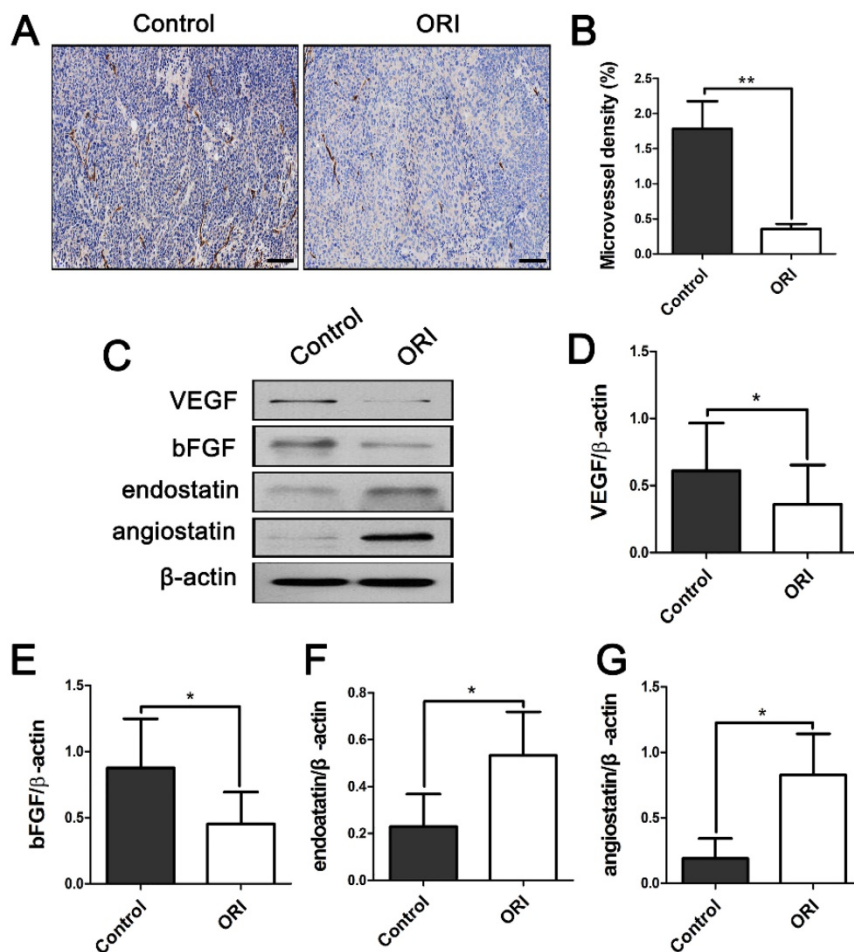 A
Control
ORI
B
Microvessel density (%)
2.5
2.0
1.5
1.0
0.5
0.0
**
Control
ORI
C
Control
ORI
VEGF
bFGF
endostatin
angiostatin
β-actin
D
VEGF/β-actin
1.5
1.0
0.5
0.0
*
Control
ORI
E
bFGF/β-actin
1.5
1.0
0.5
0.0
*
Control
ORI
F
endoatatin/β -actin
0.8
0.6
0.4
0.2
0.0
*
Control
ORI
G
angiostatin/β -actin
1.5
1.0
0.5
0.0
*
Control
ORI